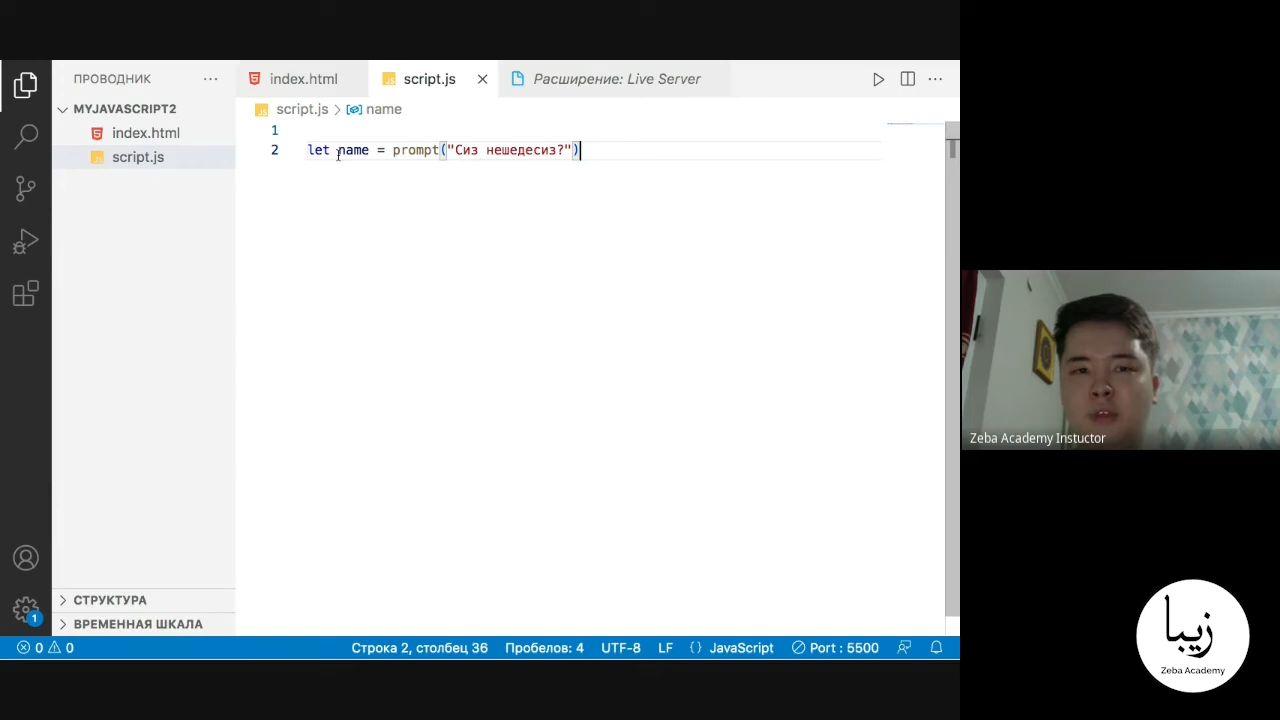 ПРОВОДНИК
index.html
script.js
Расширение: Live Server
MYJAVASCRIPT2
script.js > name
index.html
1
script.js
2 let name = prompt("Сиз нешедесиз?")
Zeba Academy Instuctor
СТРУКТУРА
ВРЕМЕННАЯ ШКАЛА
1
0 0
Строка 2, столбец 36
Пробелов: 4
UTF-8
LF
JavaScript
Port : 5500
زيبا
Zeba Academy